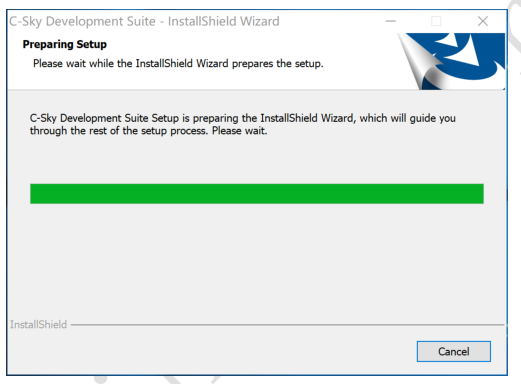 C-Sky Development Suite - InstallShield Wizard
Preparing Setup
Please wait while the InstallShield Wizard prepares the setup.
C-Sky Development Suite Setup is preparing the InstallShield Wizard, which will guide you
through the rest of the setup process. Please wait.
InstallShield
Cancel